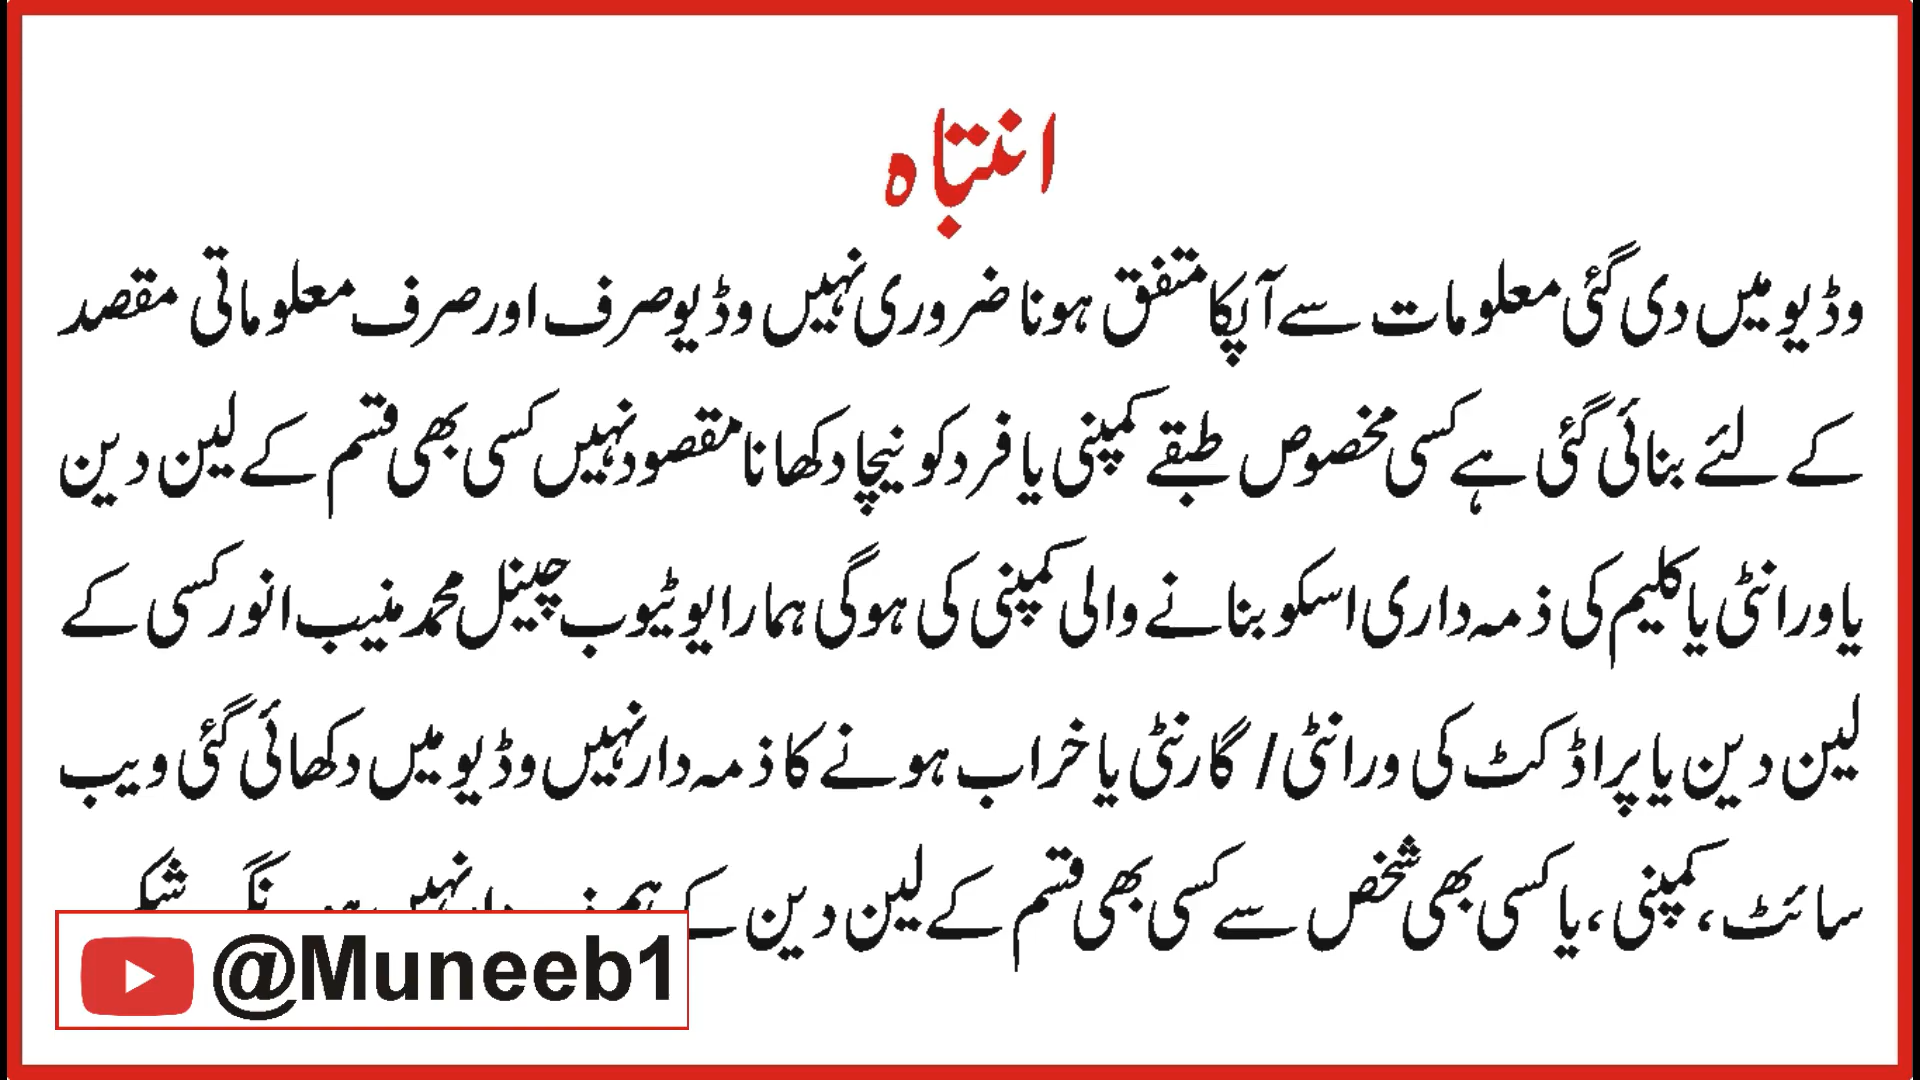 انتباہ
وڈیو میں دی گئی معلومات سے آپکا متفق ہونا ضروری نہیں وڈیو صرف اور صرف معلوماتی مقصد
کے لئے بنائی گئی ہے کسی مخصوص طبقے کمپنی یا فرد کو نیچا دکھانا مقصود نہیں کسی بھی قسم کے لین دین
یا ورانٹی یا کلیم کی ذمہ داری اسکو بنانے والی کمپنی کی ہوگی ہمارا یوٹیوب چینل محمد منیب انور کسی کے
لین دین یا پراڈکٹ کی ورانٹی / گارنٹی یا خراب ہونے کا ذمہ دار نہیں وڈیو میں دکھائی گئی ویب
سائٹ، کمپنی، یا کسی بھی شخص سے کسی بھی قسم کے لین دین کے
@Muneeb1